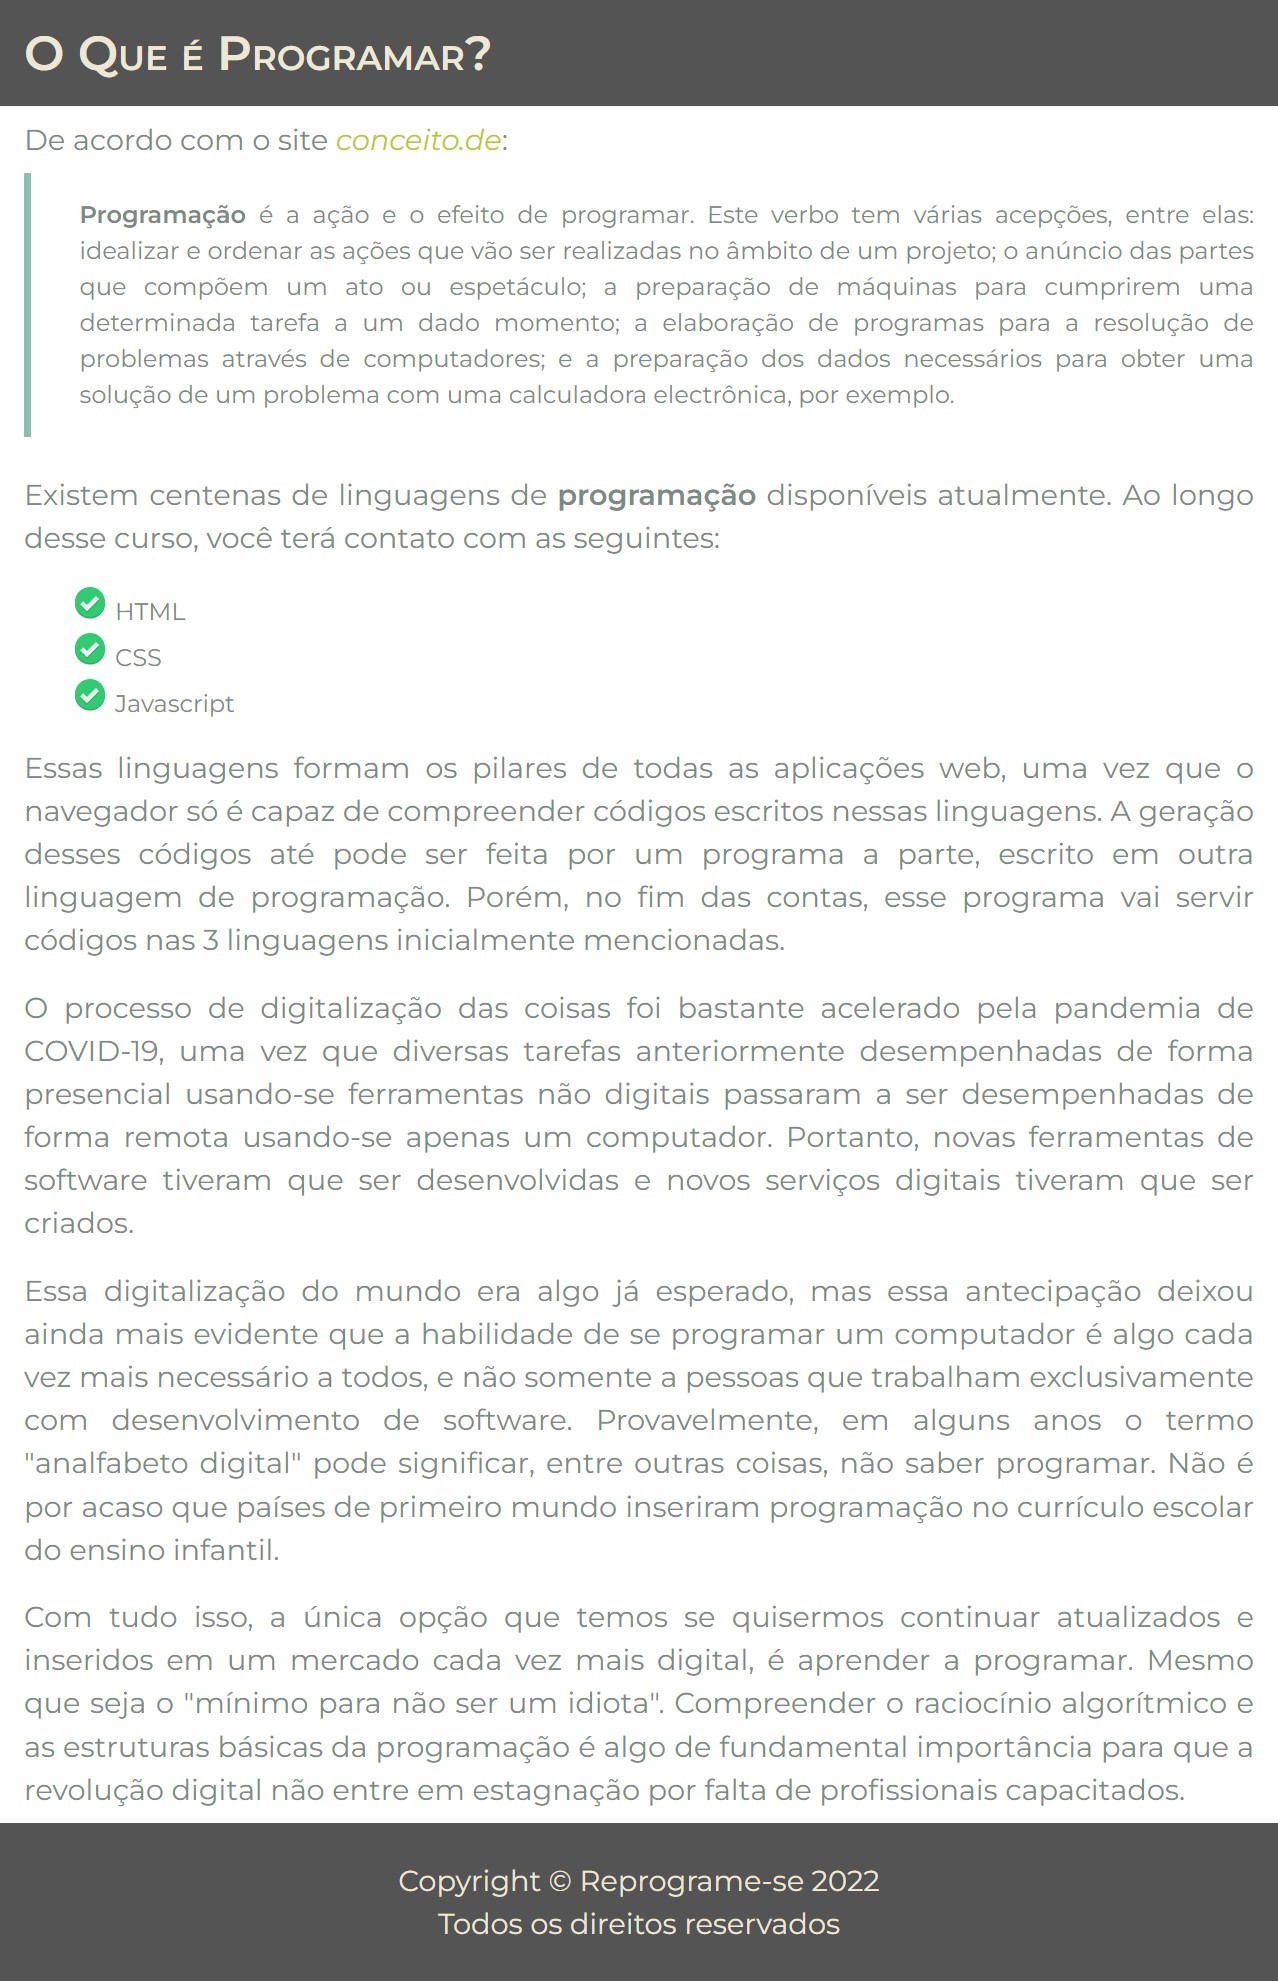 O Que é Programar?
De acordo com o site conceito.de:
Programação é a ação e o efeito de programar. Este verbo tem várias acepções, entre elas:
idealizar e ordenar as ações que vão ser realizadas no âmbito de um projeto; o anúncio das partes
que compõem um ato ou espetáculo; a preparação de máquinas para cumprirem uma
determinada tarefa a um dado momento; a elaboração de programas para a resolução de
problemas através de computadores; e a preparação dos dados necessários para obter uma
solução de um problema com uma calculadora electrônica, por exemplo.
Existem centenas de linguagens de programação disponíveis atualmente. Ao longo
desse curso, você terá contato com as seguintes:
HTML
CSS
Javascript
Essas linguagens formam os pilares de todas as aplicações web, uma vez que o
navegador só é capaz de compreender códigos escritos nessas linguagens. A geração
desses códigos até pode ser feita por um programa a parte, escrito em outra
linguagem de programação. Porém, no fim das contas, esse programa vai servir
códigos nas 3 linguagens inicialmente mencionadas.
O processo de digitalização das coisas foi bastante acelerado pela pandemia de
COVID-19, uma vez que diversas tarefas anteriormente desempenhadas de forma
presencial usando-se ferramentas não digitais passaram a ser desempenhadas de
forma remota usando-se apenas um computador. Portanto, novas ferramentas de
software tiveram que ser desenvolvidas e novos serviços digitais tiveram que ser
criados.
Essa digitalização do mundo era algo já esperado, mas essa antecipação deixou
ainda mais evidente que a habilidade de se programar um computador é algo cada
vez mais necessário a todos, e não somente a pessoas que trabalham exclusivamente
com desenvolvimento de software. Provavelmente, em alguns anos o termo
"analfabeto digital" pode significar, entre outras coisas, não saber programar. Não é
por acaso que países de primeiro mundo inseriram programação no currículo escolar
do ensino infantil.
Com tudo isso, a única opção que temos se quisermos continuar atualizados e
inseridos em um mercado cada vez mais digital, é aprender a programar. Mesmo
que seja o "mínimo para não ser um idiota". Compreender o raciocínio algorítmico e
as estruturas básicas da programação é algo de fundamental importância para que a
revolução digital não entre em estagnação por falta de profissionais capacitados.
Copyright © Reprograme-se 2022
Todos os direitos reservados